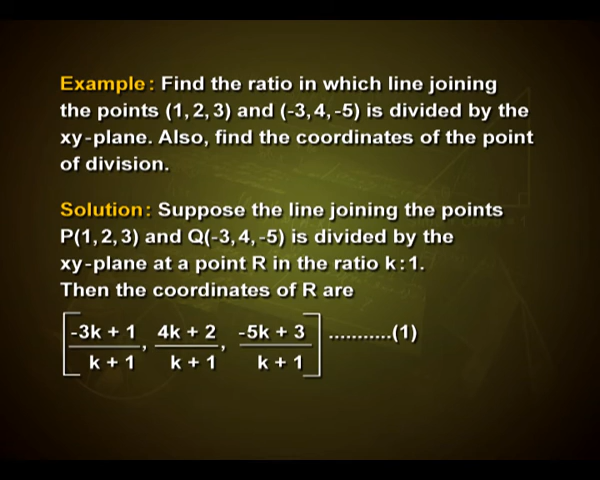 Example: Find the ratio in which line joining
the points (1, 2, 3) and (-3, 4, -5) is divided by the
xy-plane. Also, find the coordinates of the point
of division.
Solution: Suppose the line joining the points
P(1, 2, 3) and Q(-3, 4, -5) is divided by the
xy-plane at a point R in the ratio k:1.
Then the coordinates of R are
[-3k + 1 , 4k + 2 , -5k + 3] ...........(1)
k + 1 k + 1 k + 1